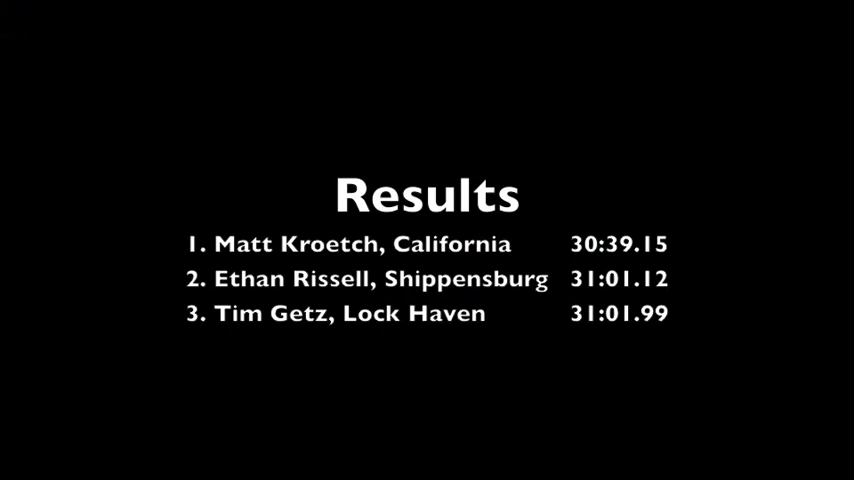 Results
1. Matt Kroetch, California 30:39.15
2. Ethan Rissell, Shippensburg 31:01.12
3. Tim Getz, Lock Haven 31:01.99